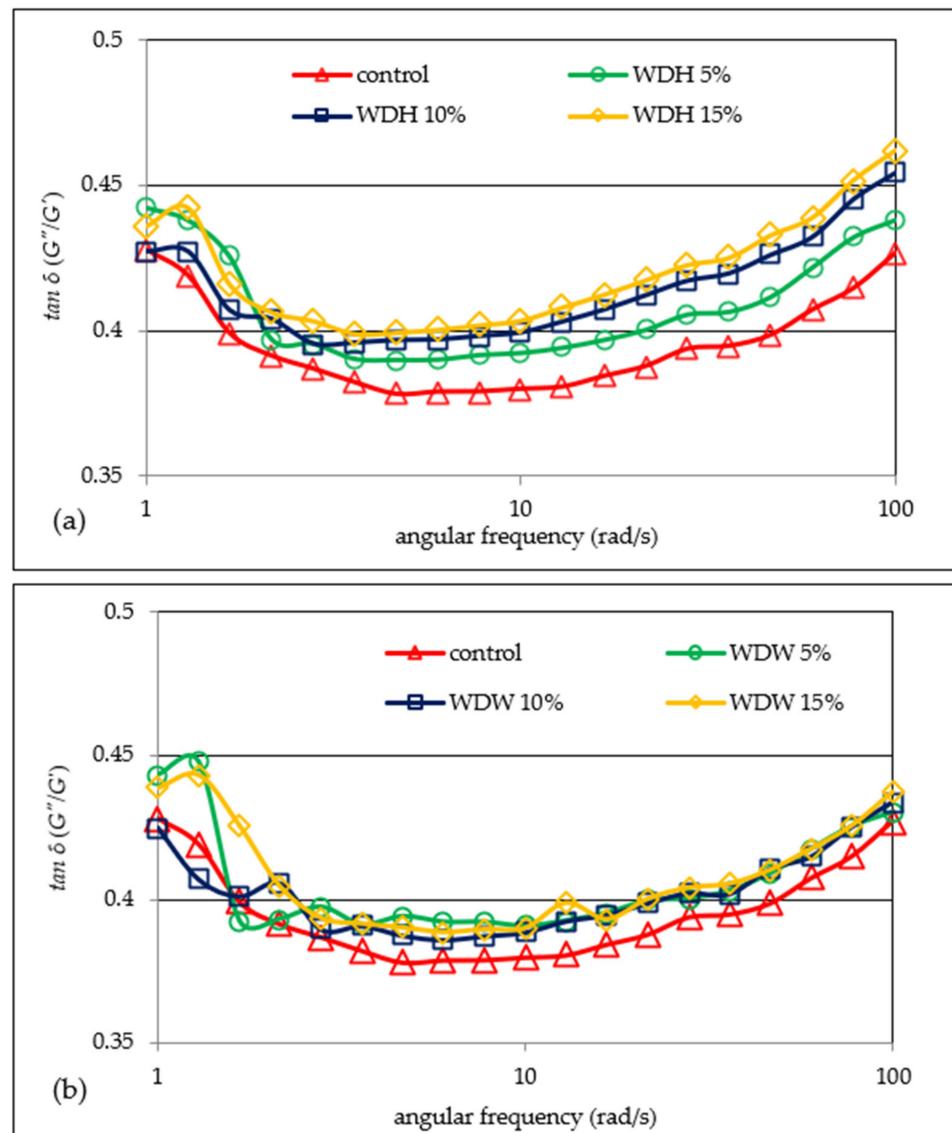 0.5
control WDH 5%
WDH 10% WDH 15%
0.45
tan δ (G″/G′)
0.4
0.35
1 10 100
(a) angular frequency (rad/s)
0.5
control WDW 5%
WDW 10% WDW 15%
0.45
tan δ (G″/G′)
0.4
0.35
1 10 100
(b) angular frequency (rad/s)